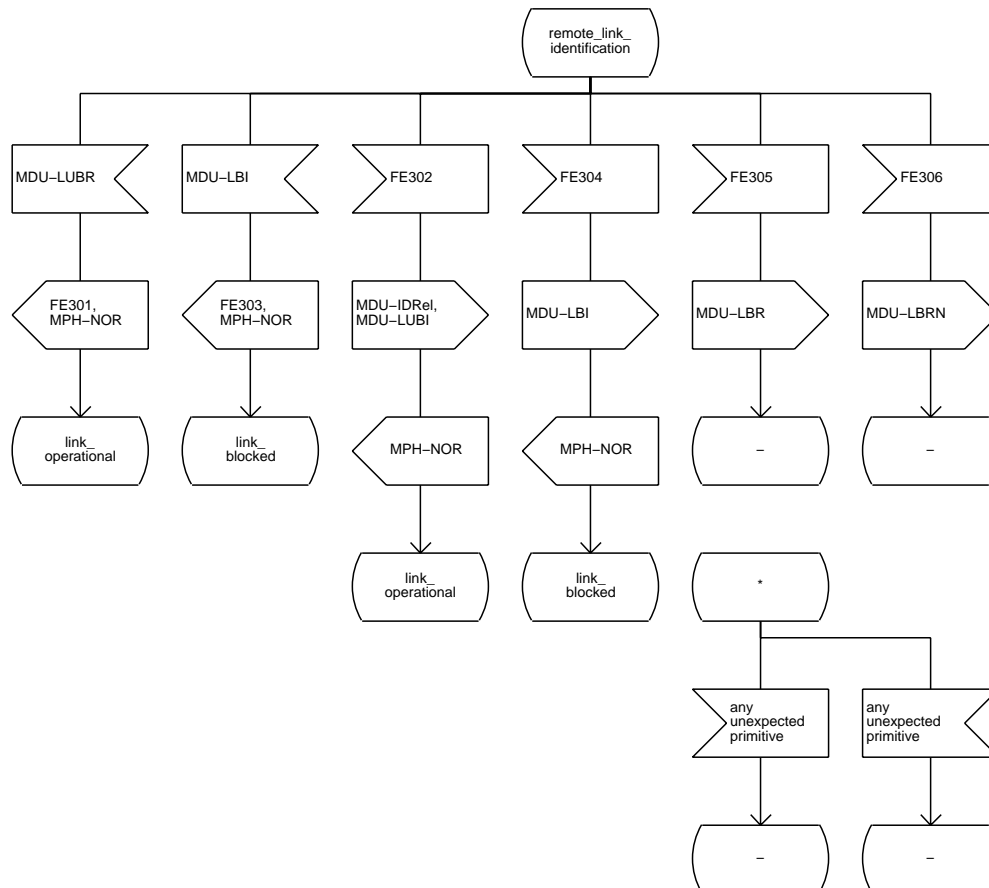 remote_link_
identification
MDU–LUBR
MDU–LBI
FE302
FE304
FE305
FE306
FE301,
MPH–NOR
FE303,
MPH–NOR
MDU–IDRel,
MDU–LUBI
MDU–LBI
MDU–LBR
MDU–LBRN
link_
operational
link_
blocked
MPH–NOR
MPH–NOR
–
–
link_
operational
link_
blocked
*
any
unexpected
primitive
any
unexpected
primitive
–
–